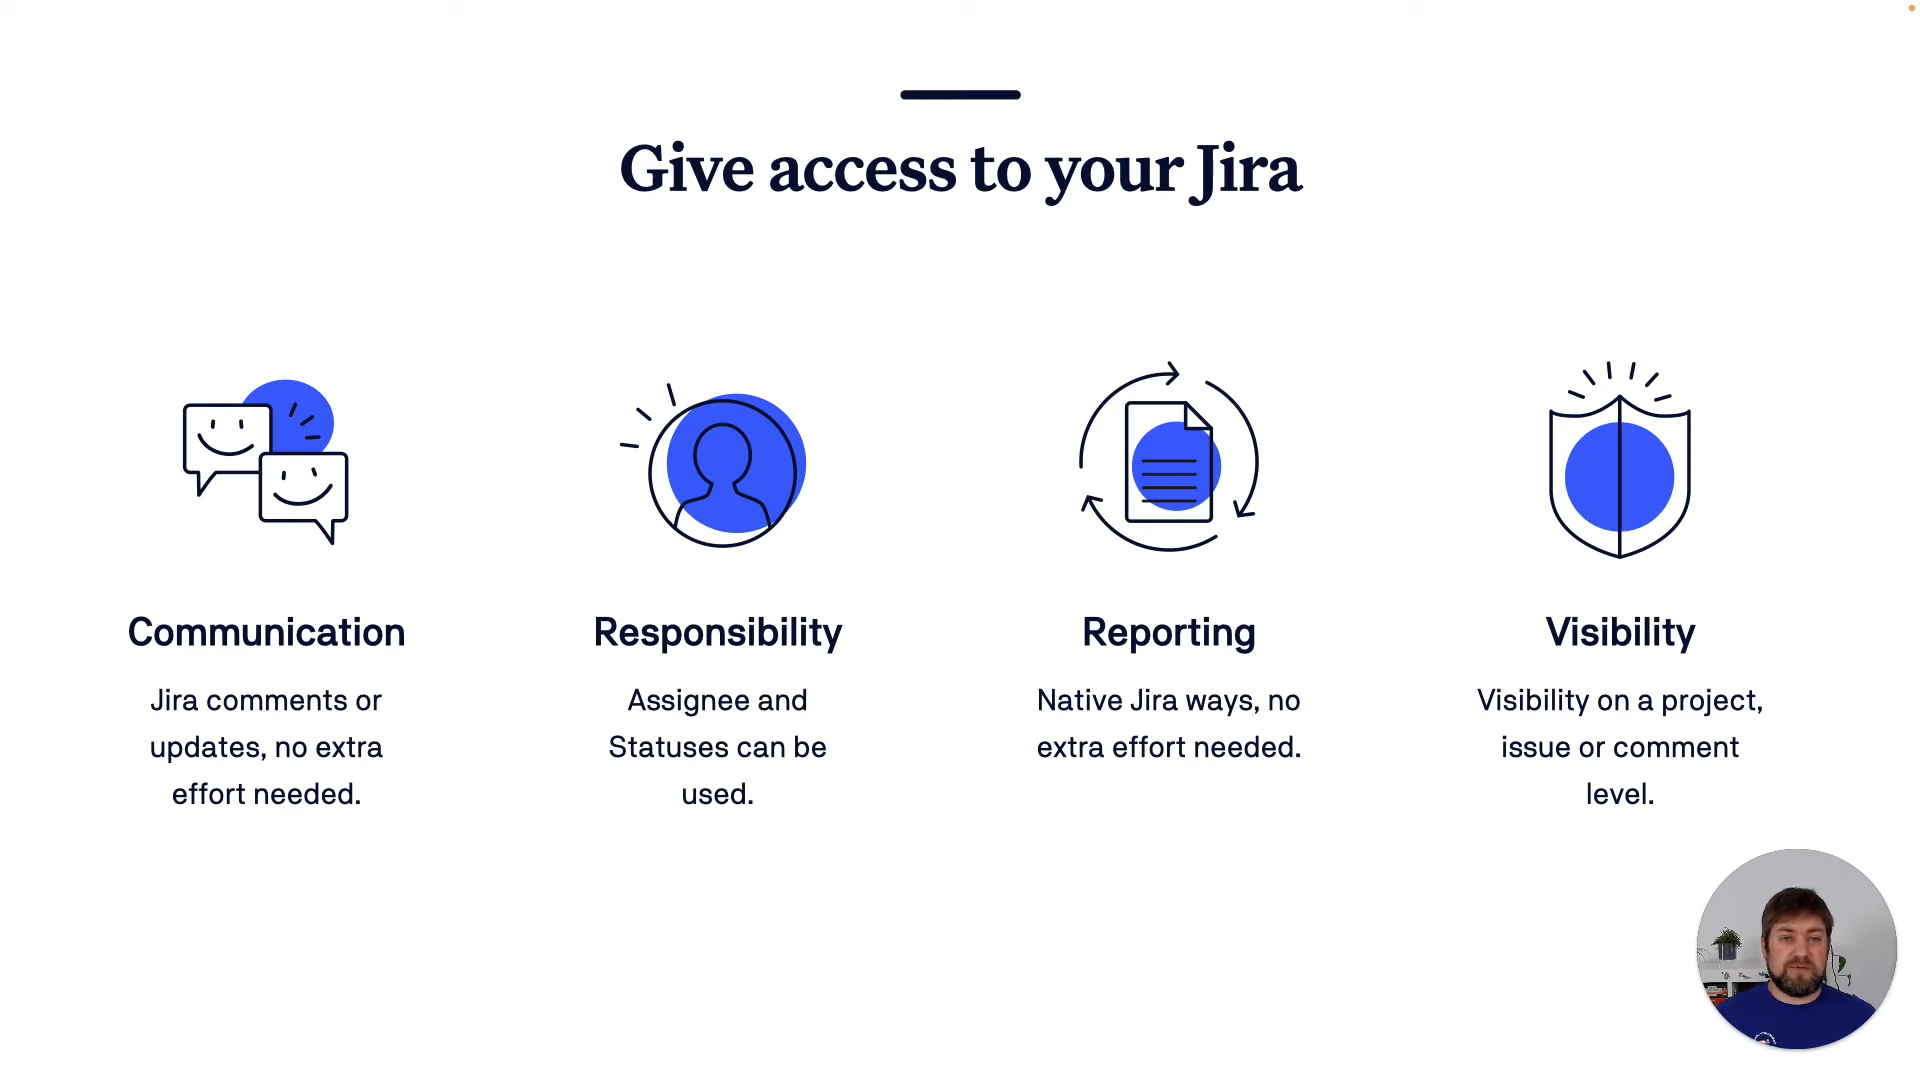 Give access to your Jira
Communication
Jira comments or
updates, no extra
effort needed.
Responsibility
Assignee and
Statuses can be
used.
Reporting
Native Jira ways, no
extra effort needed.
Visibility
Visibility on a project,
issue or comment
level.